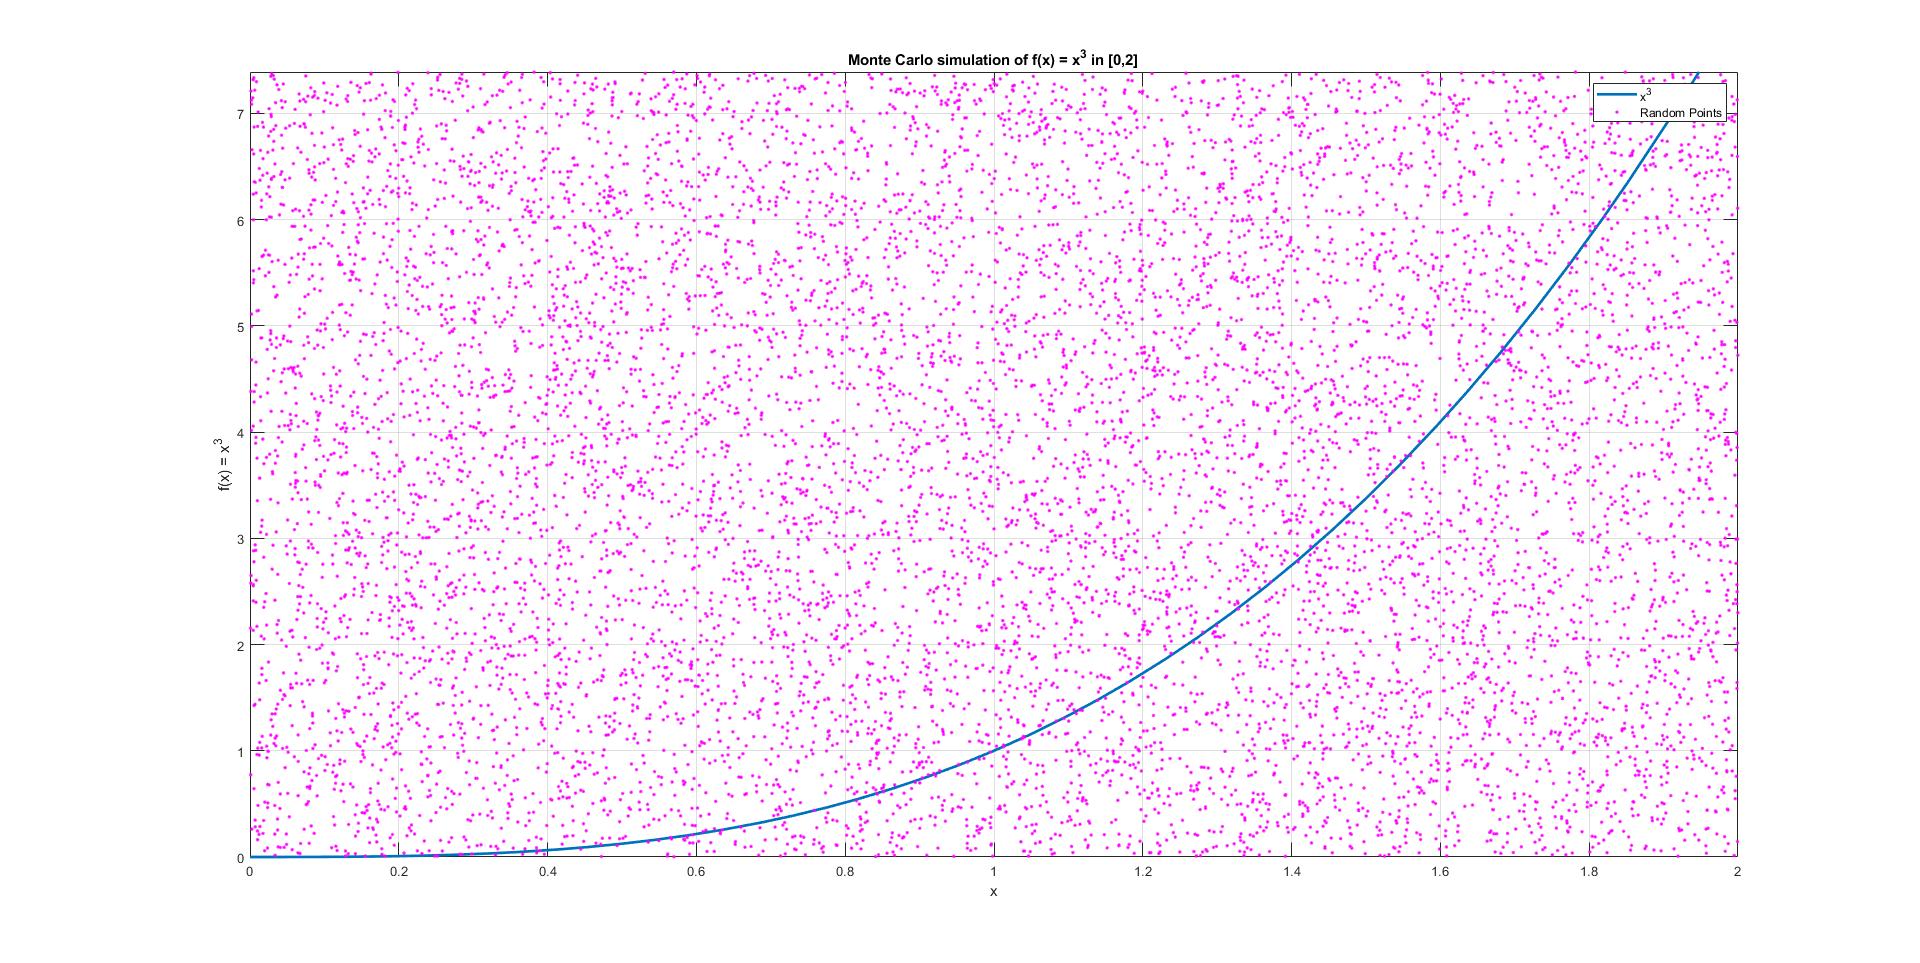 Monte Carlo simulation of f(x) = x³ in [0,2]
x³
Random Points
7
6
5
4
3
2
1
0
f(x) = x³
0 0.2 0.4 0.6 0.8 1 1.2 1.4 1.6 1.8 2
x